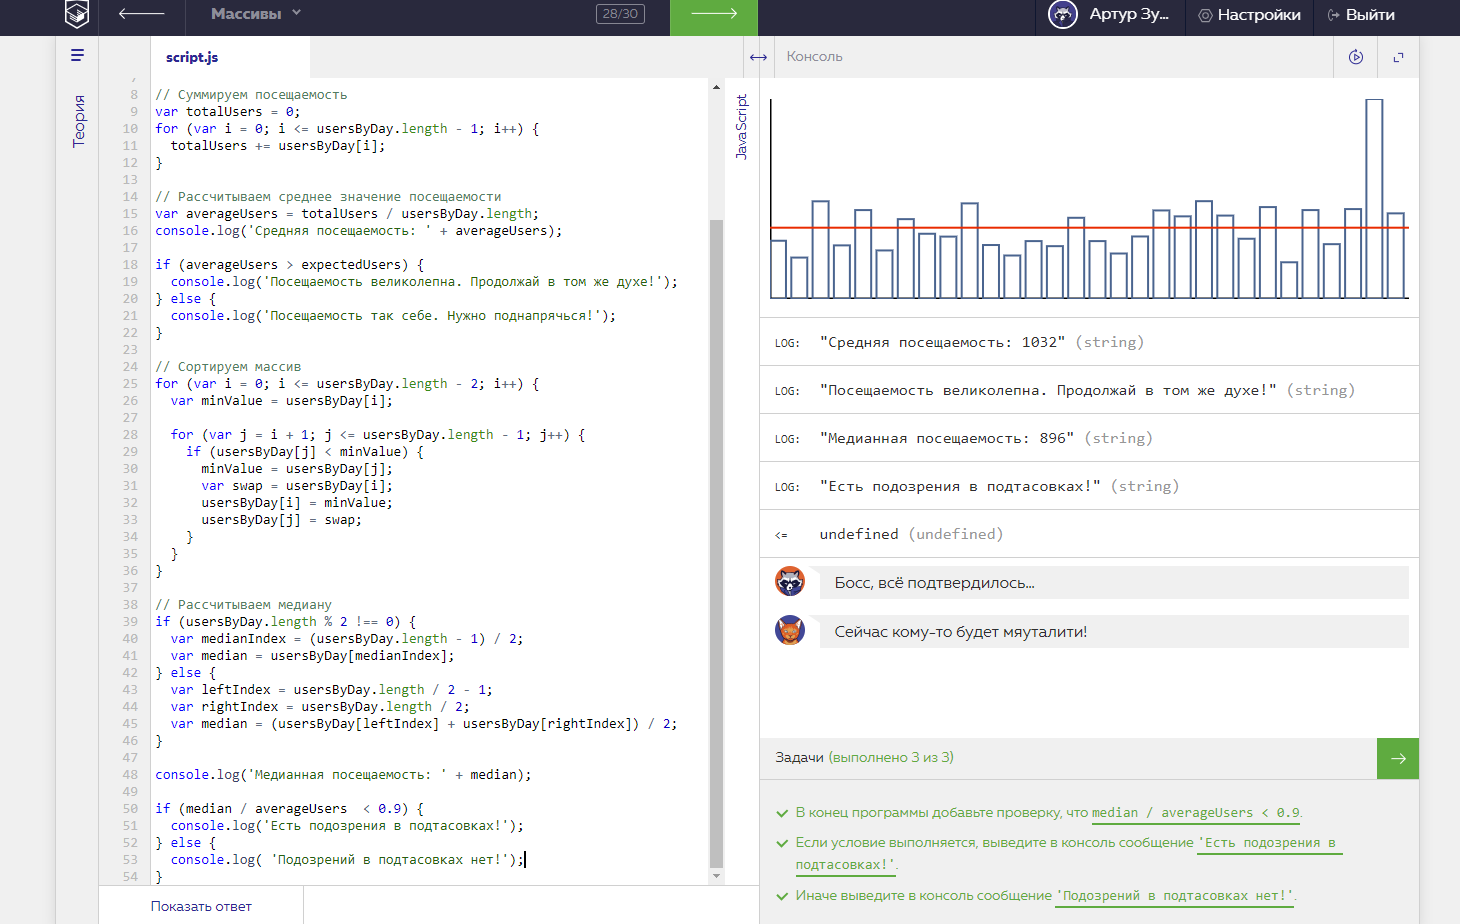 Массивы
28/30
Артур Зу...
Настройки
Выйти
Теория
script.js
8 // Суммируем посещаемость
9 var totalUsers = 0;
10 for (var i = 0; i <= usersByDay.length - 1; i++) {
11   totalUsers += usersByDay[i];
12 }
13
14 // Рассчитываем среднее значение посещаемости
15 var averageUsers = totalUsers / usersByDay.length;
16 console.log('Средняя посещаемость: ' + averageUsers);
17
18 if (averageUsers > expectedUsers) {
19   console.log('Посещаемость великолепна. Продолжай в том же духе!');
20 } else {
21   console.log('Посещаемость так себе. Нужно поднапрячься!');
22 }
23
24 // Сортируем массив
25 for (var i = 0; i <= usersByDay.length - 2; i++) {
26   var minValue = usersByDay[i];
27
28   for (var j = i + 1; j <= usersByDay.length - 1; j++) {
29     if (usersByDay[j] < minValue) {
30       minValue = usersByDay[j];
31       var swap = usersByDay[i];
32       usersByDay[i] = minValue;
33       usersByDay[j] = swap;
34     }
35   }
36 }
37
38 // Рассчитываем медиану
39 if (usersByDay.length % 2 !== 0) {
40   var medianIndex = (usersByDay.length - 1) / 2;
41   var median = usersByDay[medianIndex];
42 } else {
43   var leftIndex = usersByDay.length / 2 - 1;
44   var rightIndex = usersByDay.length / 2;
45   var median = (usersByDay[leftIndex] + usersByDay[rightIndex]) / 2;
46 }
47
48 console.log('Медианная посещаемость: ' + median);
49
50 if (median / averageUsers  < 0.9) {
51   console.log('Есть подозрения в подтасовках!');
52 } else {
53   console.log( 'Подозрений в подтасовках нет!');
54 }
Показать ответ
JavaScript
Консоль
LOG: "Средняя посещаемость: 1032" (string)
LOG: "Посещаемость великолепна. Продолжай в том же духе!" (string)
LOG: "Медианная посещаемость: 896" (string)
LOG: "Есть подозрения в подтасовках!" (string)
<= undefined (undefined)
Босс, всё подтвердилось...
Сейчас кому-то будет мяуталити!
Задачи (выполнено 3 из 3)
В конец программы добавьте проверку, что median / averageUsers < 0.9.
Если условие выполняется, выведите в консоль сообщение 'Есть подозрения в
подтасовках!'.
Иначе выведите в консоль сообщение 'Подозрений в подтасовках нет!'.